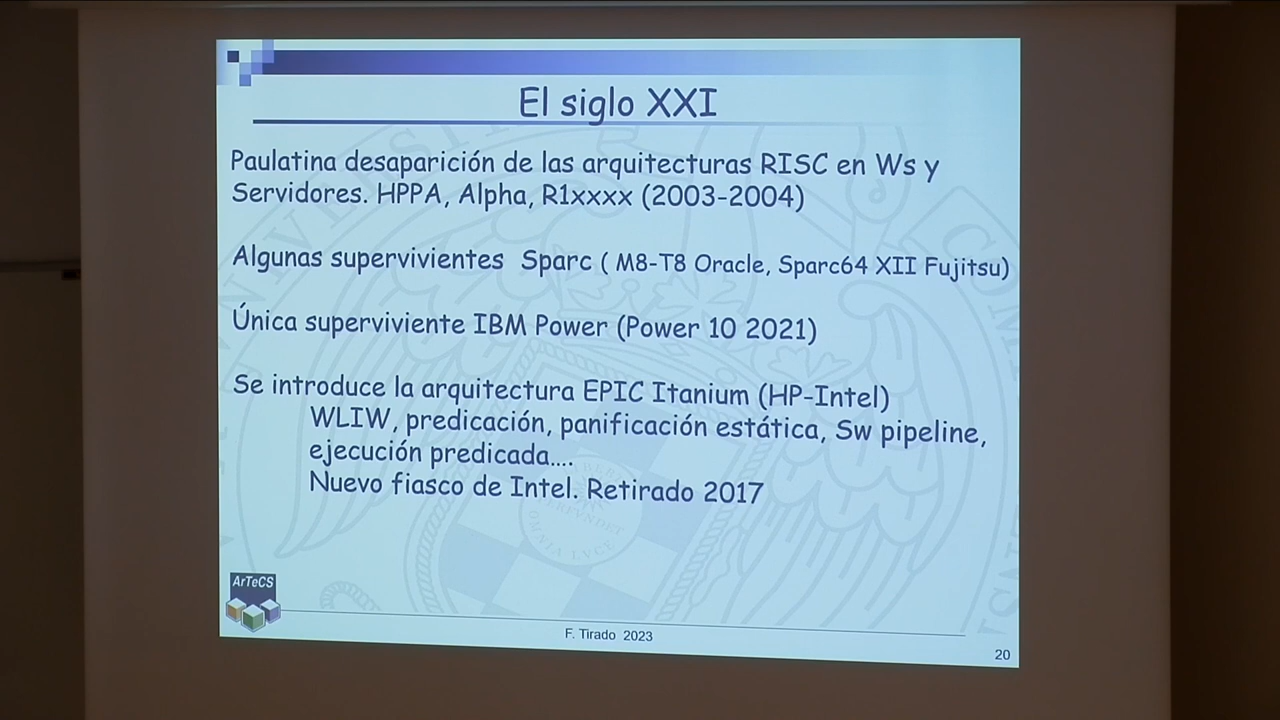 El siglo XXI
Paulatina desaparición de las arquitecturas RISC en Ws y
Servidores. HPPA, Alpha, R1xxxx (2003-2004)
Algunas supervivientes Sparc ( M8-T8 Oracle, Sparc64 XII Fujitsu)
Única superviviente IBM Power (Power 10 2021)
Se introduce la arquitectura EPIC Itanium (HP-Intel)
WLIW, predicación, panificación estática, Sw pipeline,
ejecución predicada....
Nuevo fiasco de Intel. Retirado 2017
ArTeCS
F. Tirado 2023
20